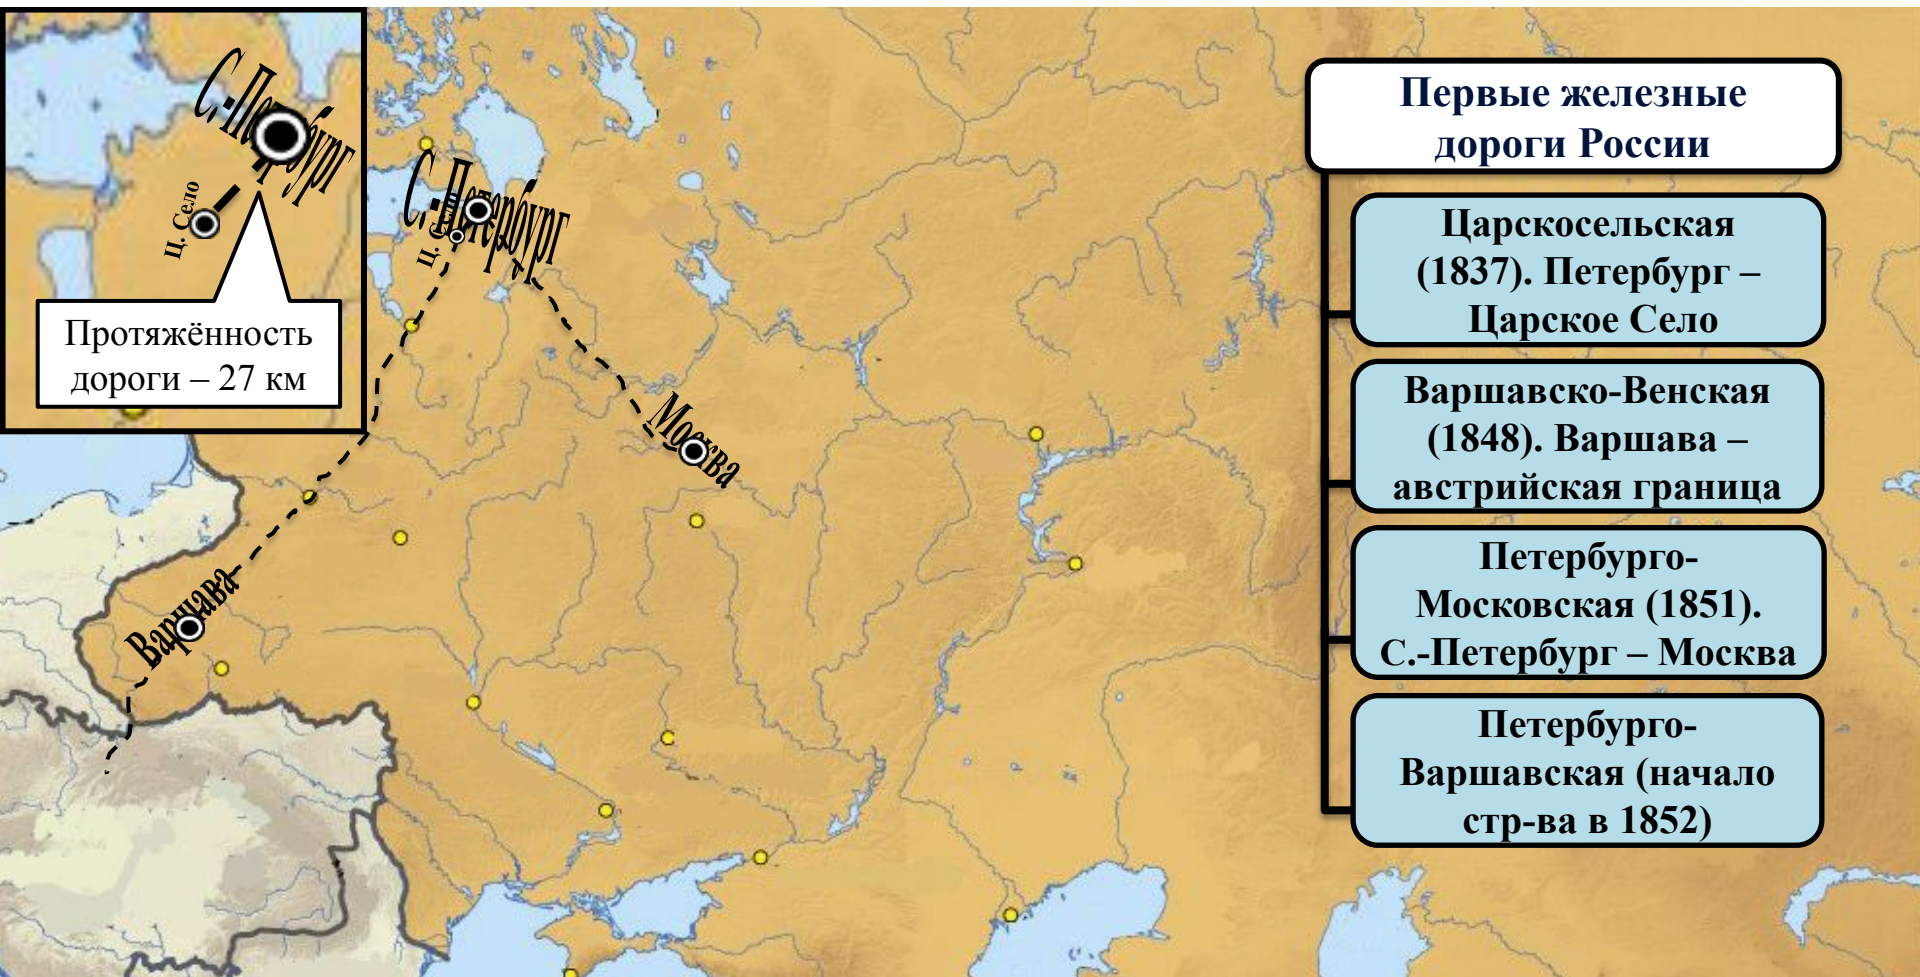 С.-Петербург
Ц. Село
Протяжённость
дороги – 27 км
С.-Петербург
Ц. Село
Москва
Варшава
Первые железные
дороги России
Царскосельская
(1837). Петербург –
Царское Село
Варшавско-Венская
(1848). Варшава –
австрийская граница
Петербурго-
Московская (1851).
С.-Петербург – Москва
Петербурго-
Варшавская (начало
стр-ва в 1852)